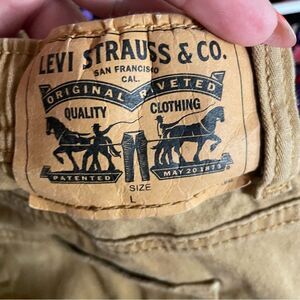 LEVI STRAUSS & CO.
SAN FRANCISCO
CAL.
ORIGINAL RIVETED
QUALITY CLOTHING
PATENTED MAY 20 1873
SIZE
L